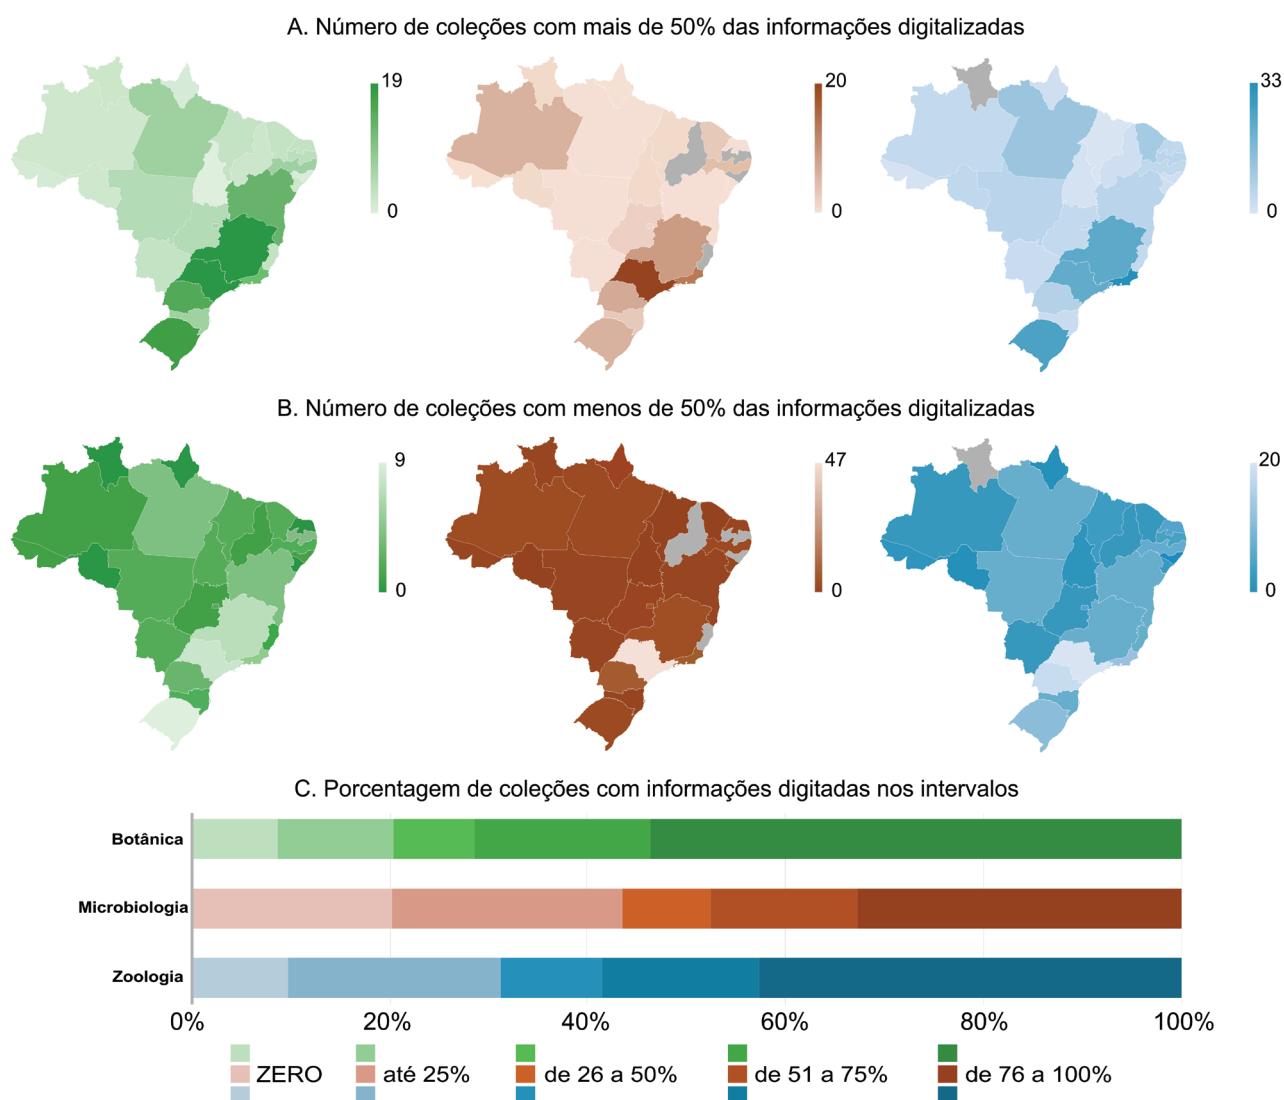 A. Número de coleções com mais de 50% das informações digitalizadas
19
0
20
0
33
0
B. Número de coleções com menos de 50% das informações digitalizadas
9
0
47
0
20
0
C. Porcentagem de coleções com informações digitadas nos intervalos
Botânica
Microbiologia
Zoologia
0% 20% 40% 60% 80% 100%
ZERO até 25% de 26 a 50% de 51 a 75% de 76 a 100%